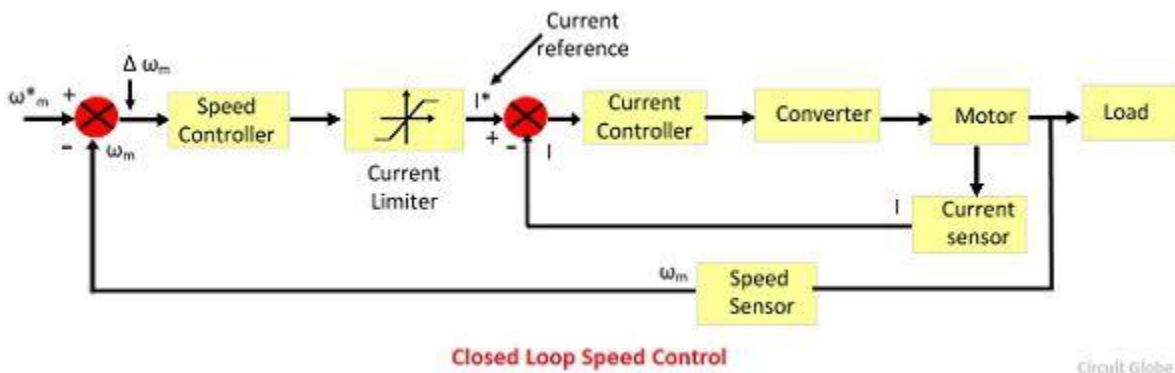 Current
reference
Δ ωm
ω*m
+
-
ωm
Speed
Controller
Current
Limiter
I*
+
-
I
Current
Controller
Converter
Motor
Load
I
Current
sensor
ωm
Speed
Sensor
Closed Loop Speed Control
Circuit Globe